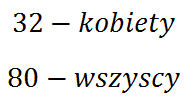 32 − kobiety
80 − wszyscy